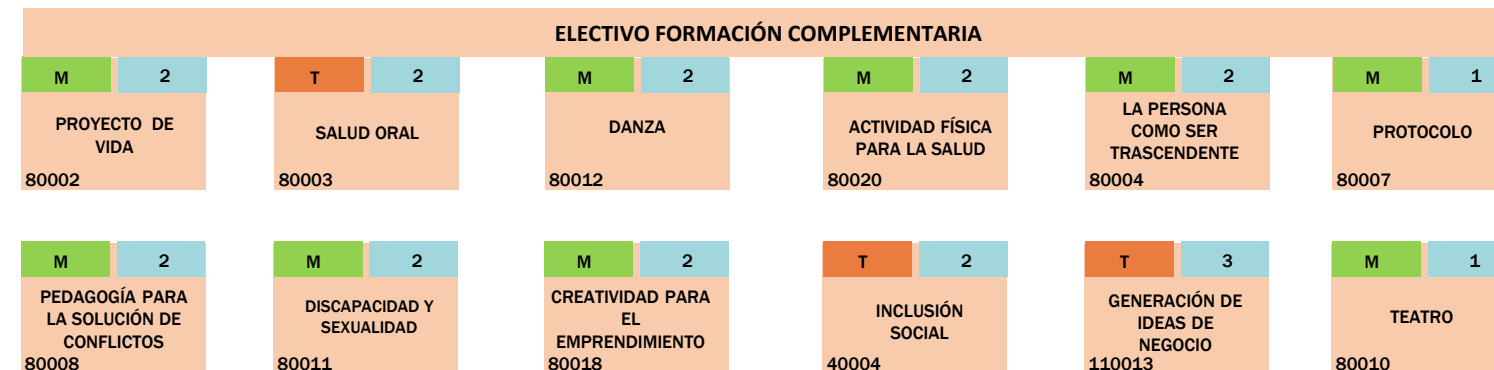 ELECTIVO FORMACIÓN COMPLEMENTARIA
M 2 T 2 M 2 M 2 M 2 M 1
PROYECTO DE
VIDA
80002
SALUD ORAL
80003
DANZA
80012
ACTIVIDAD FÍSICA
PARA LA SALUD
80020
LA PERSONA
COMO SER
TRASCENDENTE
80004
PROTOCOLO
80007
M 2 M 2 M 2 T 2 T 3 M 1
PEDAGOGÍA PARA
LA SOLUCIÓN DE
CONFLICTOS
80008
DISCAPACIDAD Y
SEXUALIDAD
80011
CREATIVIDAD PARA
EL
EMPRENDIMIENTO
80018
INCLUSIÓN
SOCIAL
40004
GENERACIÓN DE
IDEAS DE
NEGOCIO
110013
TEATRO
80010